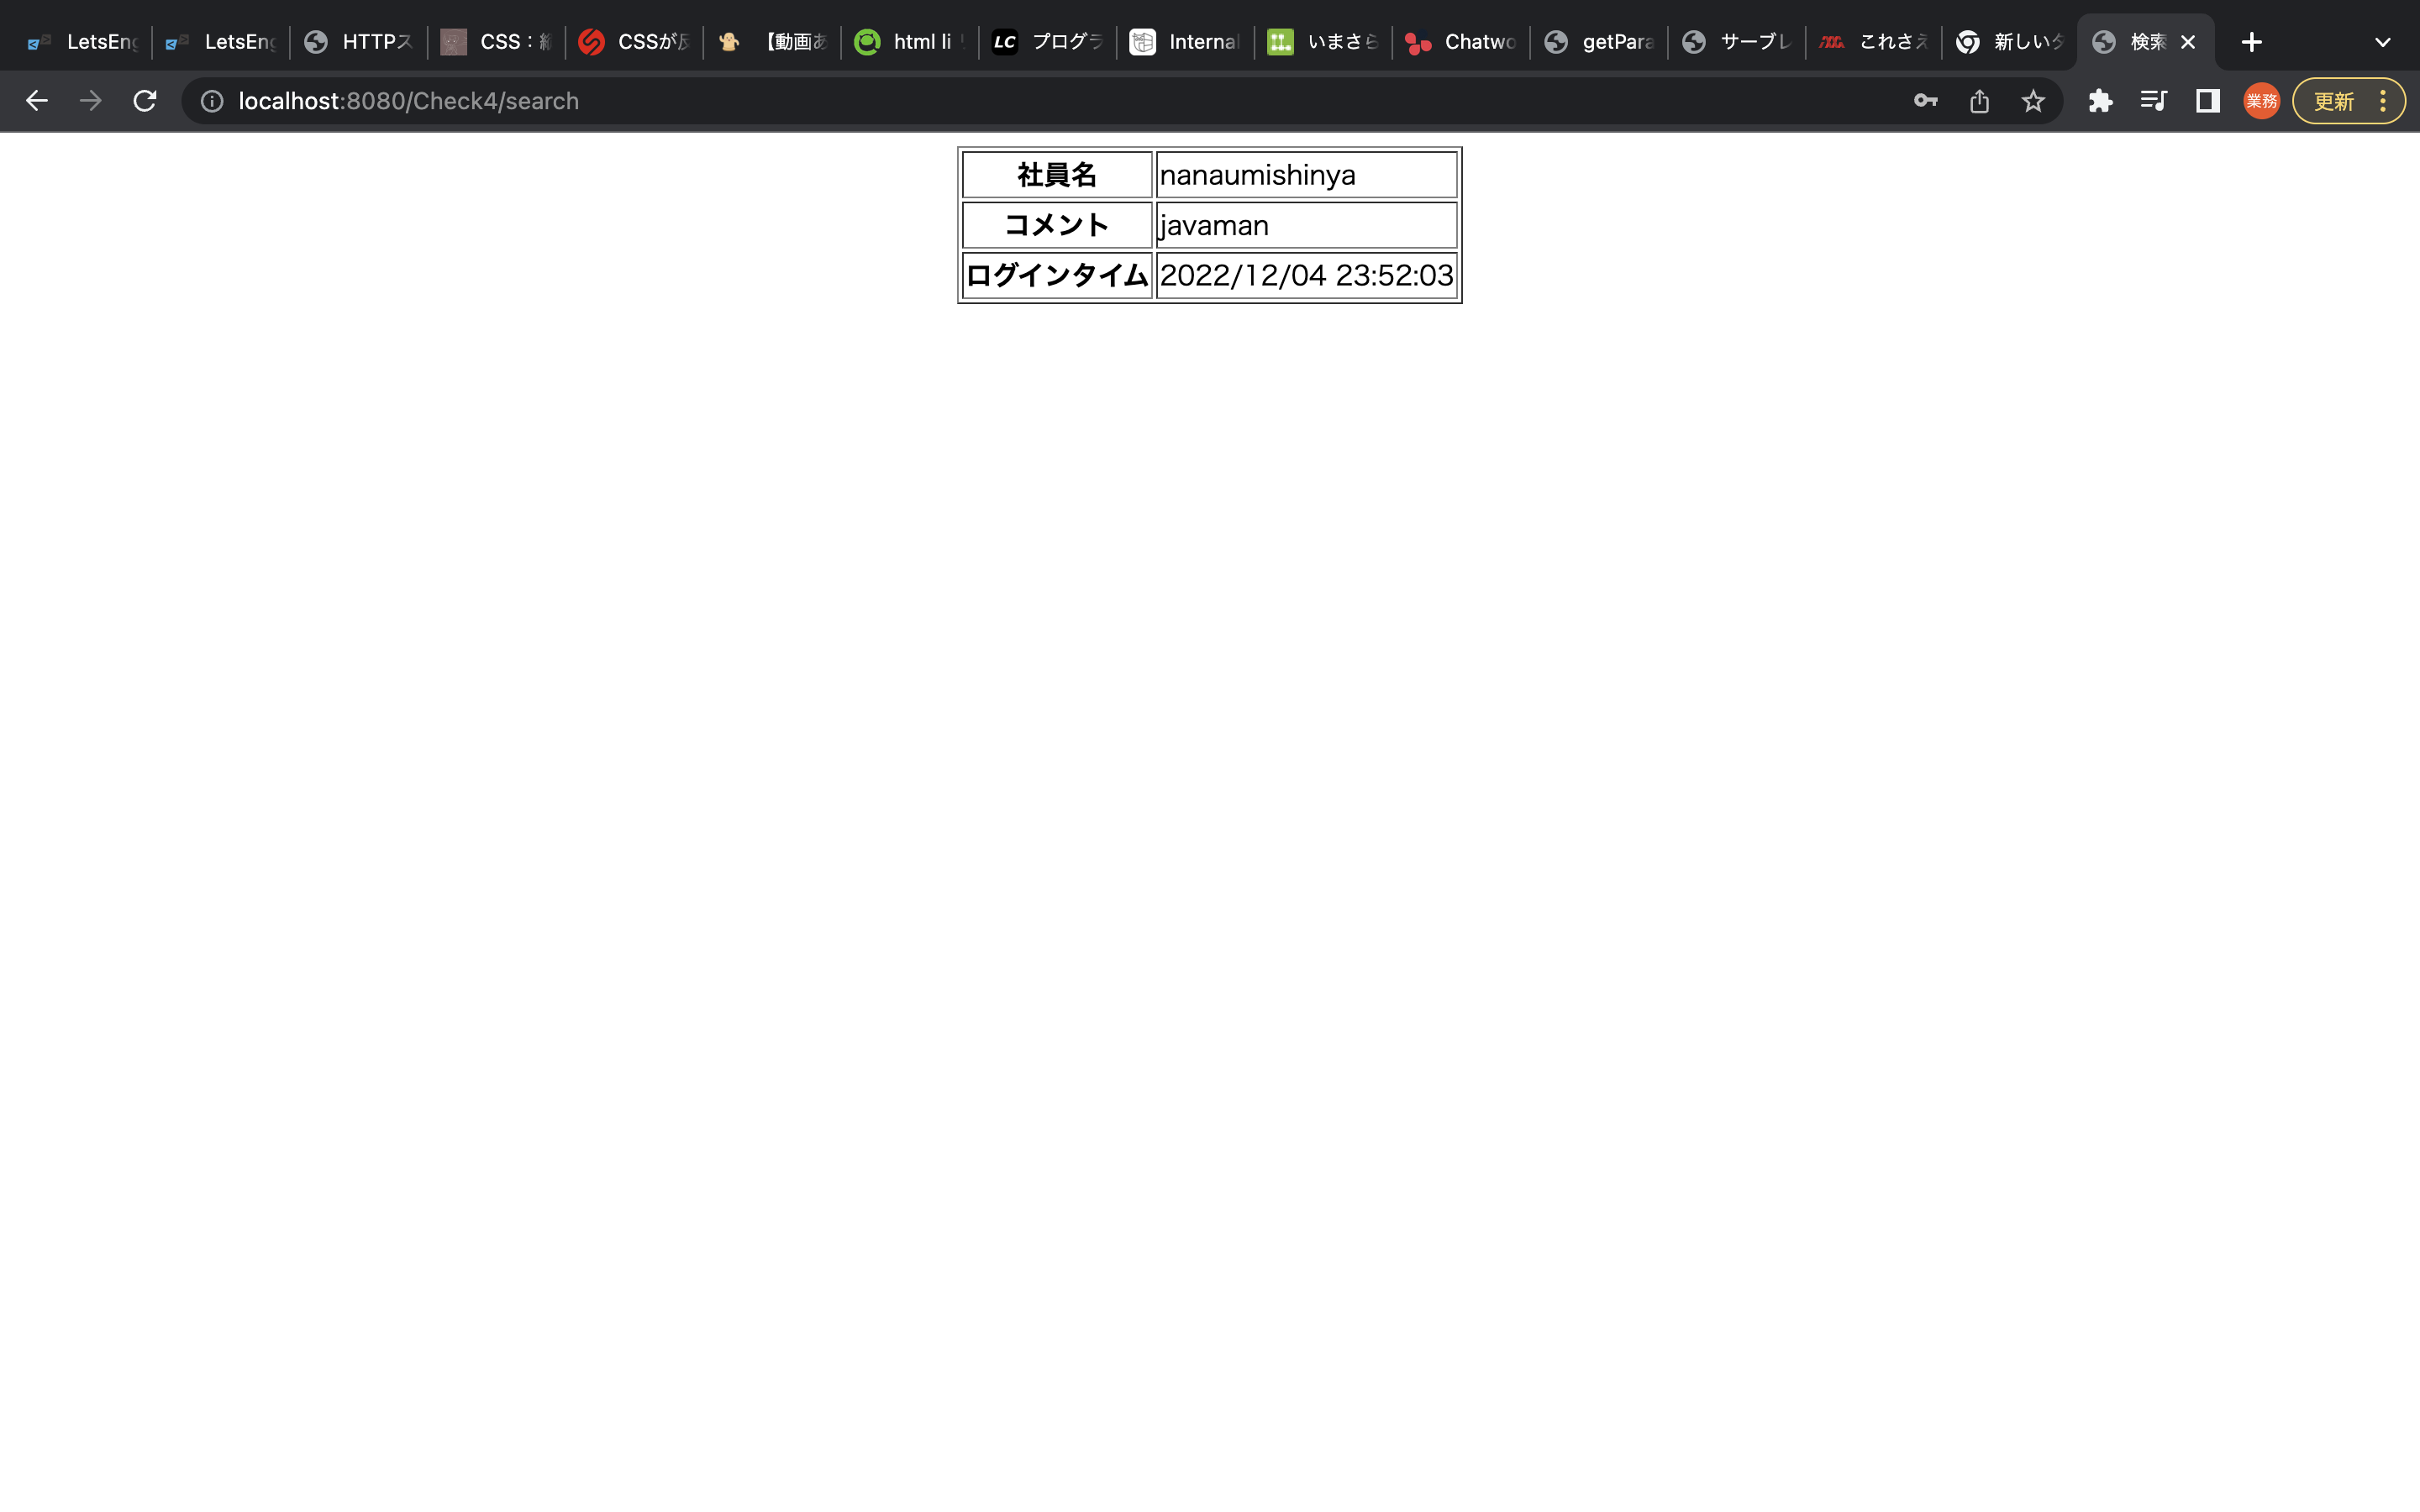 LetsEng
LetsEng
HTTPス
CSS：
CSSが反
【動画あ
html li
LC プログラ
Internal
いまさら
Chatwo
getPara
サーブレ
これさえ
新しいタ
検索
localhost:8080/Check4/search
業務
更新
社員名 nanaumishinya
コメント javaman
ログインタイム 2022/12/04 23:52:03